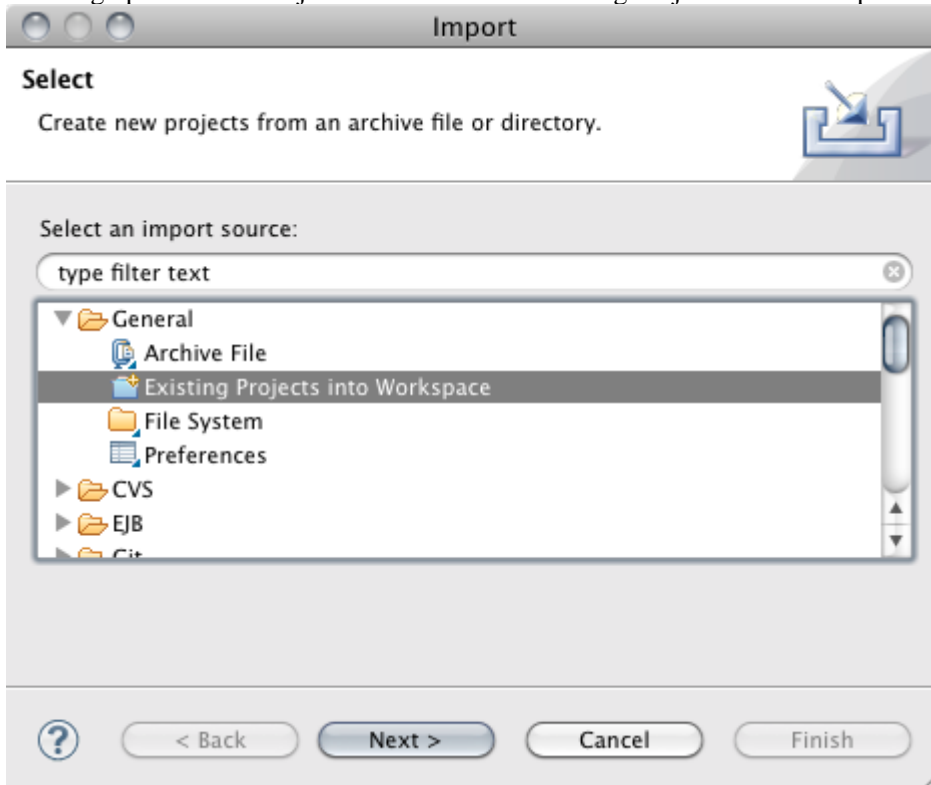 Import
Select
Create new projects from an archive file or directory.
Select an import source:
type filter text
General
Archive File
Existing Projects into Workspace
File System
Preferences
CVS
EJB
Git
?
< Back Next > Cancel Finish